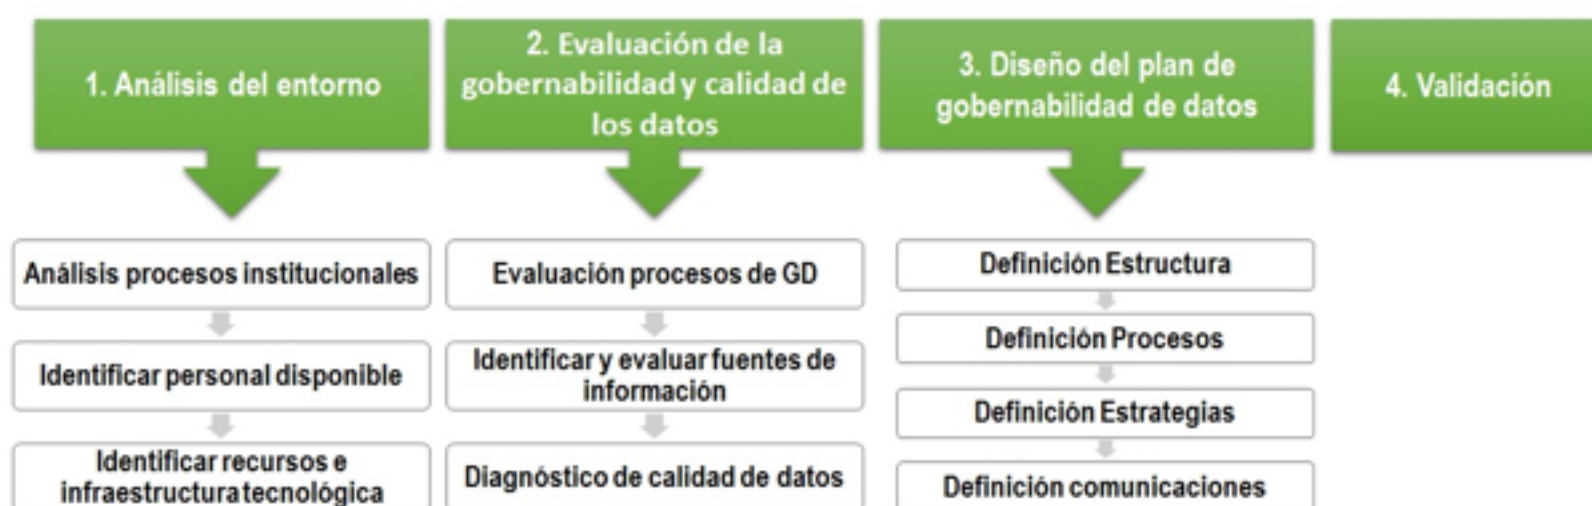 1. Análisis del entorno
2. Evaluación de la
gobernabilidad y calidad de
los datos
3. Diseño del plan de
gobernabilidad de datos
4. Validación
Análisis procesos institucionales
Identificar personal disponible
Identificar recursos e
infraestructura tecnológica
Evaluación procesos de GD
Identificar y evaluar fuentes de
información
Diagnóstico de calidad de datos
Definición Estructura
Definición Procesos
Definición Estrategias
Definición comunicaciones